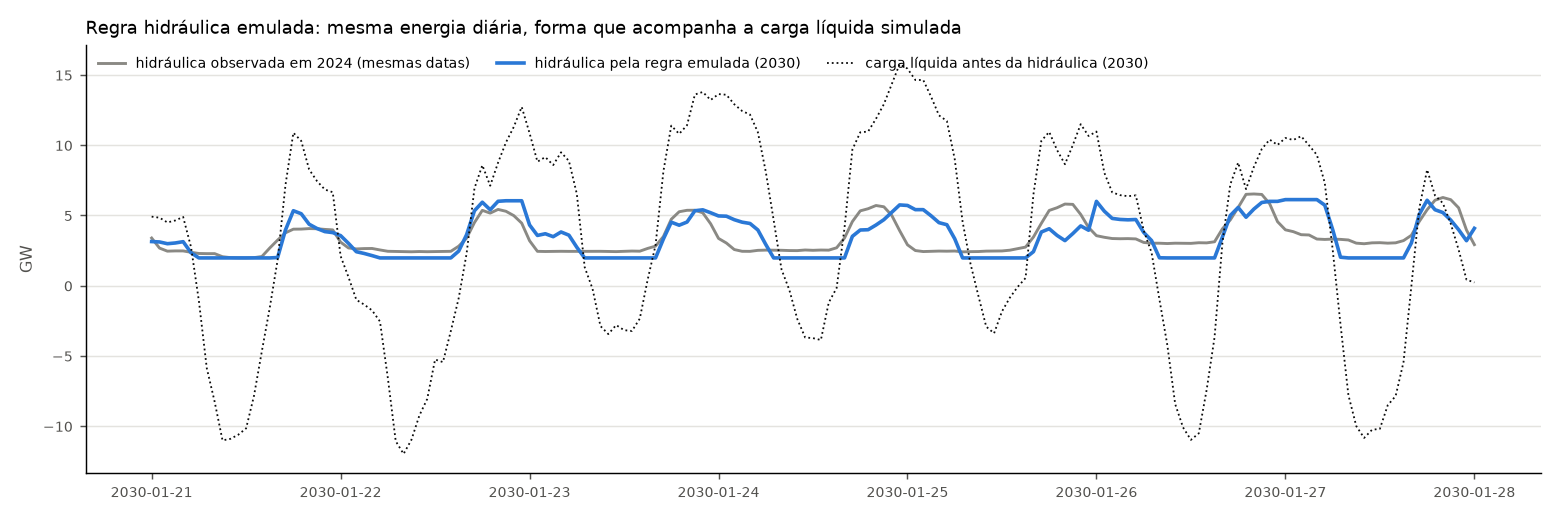 Regra hidráulica emulada: mesma energia diária, forma que acompanha a carga líquida simulada
hidráulica observada em 2024 (mesmas datas)
hidráulica pela regra emulada (2030)
carga líquida antes da hidráulica (2030)
GW
15
10
5
0
−5
−10
2030-01-21
2030-01-22
2030-01-23
2030-01-24
2030-01-25
2030-01-26
2030-01-27
2030-01-28